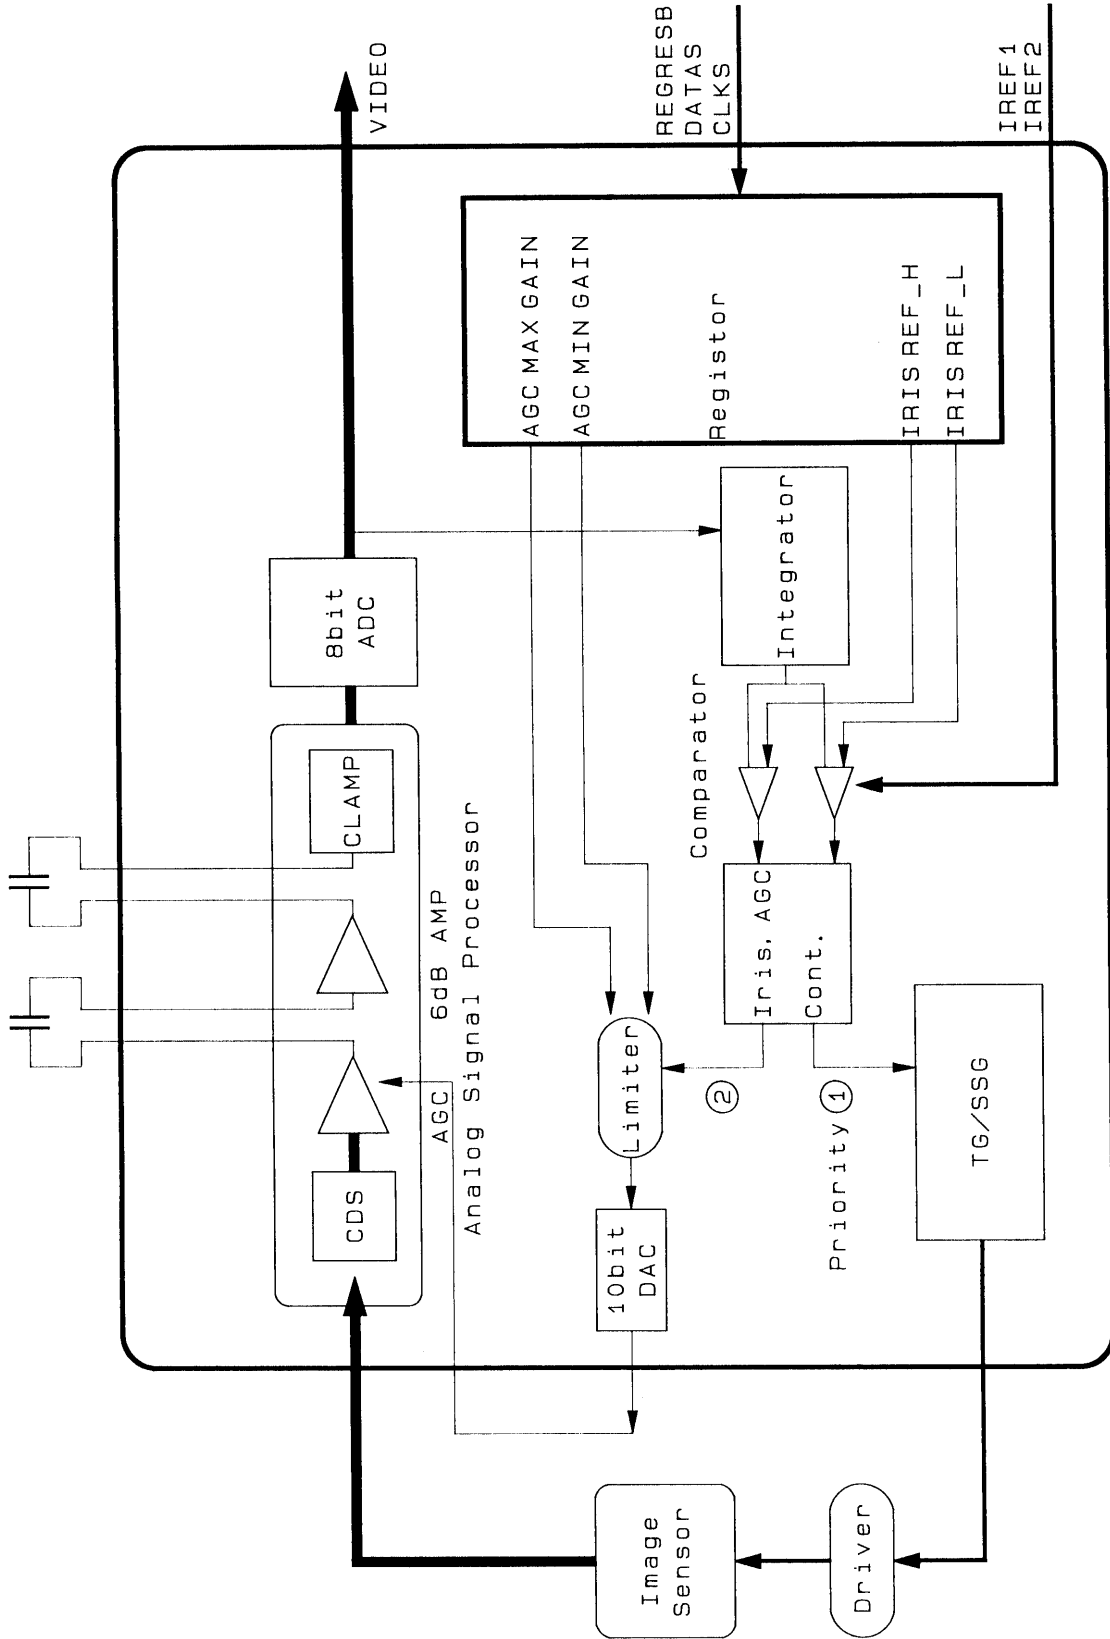 VIDEO
REGRESB
DATAS
CLKS
IREF1
IREF2
AGC MAX GAIN
AGC MIN GAIN
Registor
IRIS REF_H
IRIS REF_L
8bit
ADC
Integrator
CLAMP
Comparator
6dB AMP
AGC
Analog Signal Processor
CDS
Iris, AGC
Cont.
Limiter
2
Priority 1
10bit
DAC
TG/SSG
Image
Sensor
Driver